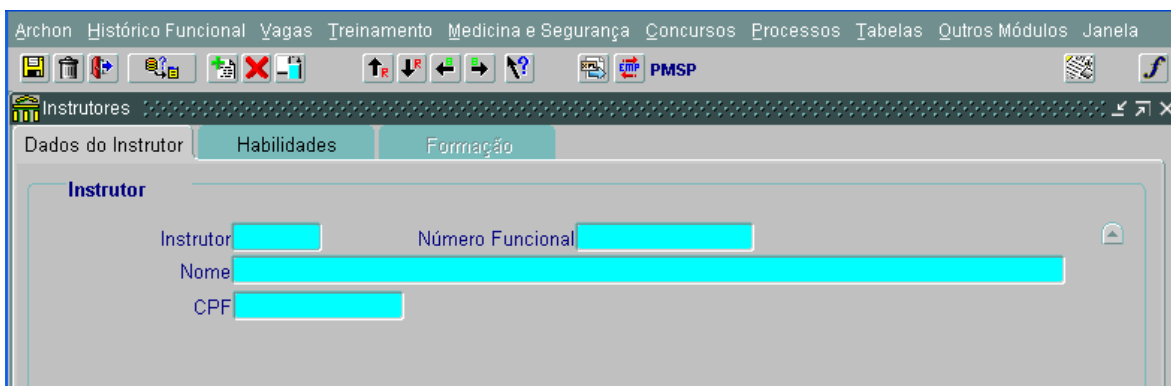 Archon Histórico Funcional Vagas Treinamento Medicina e Segurança Concursos Processos Tabelas Outros Módulos Janela
EMP PMSP
Instrutores
Dados do Instrutor Habilidades Formação
Instrutor
Instrutor Número Funcional
Nome
CPF